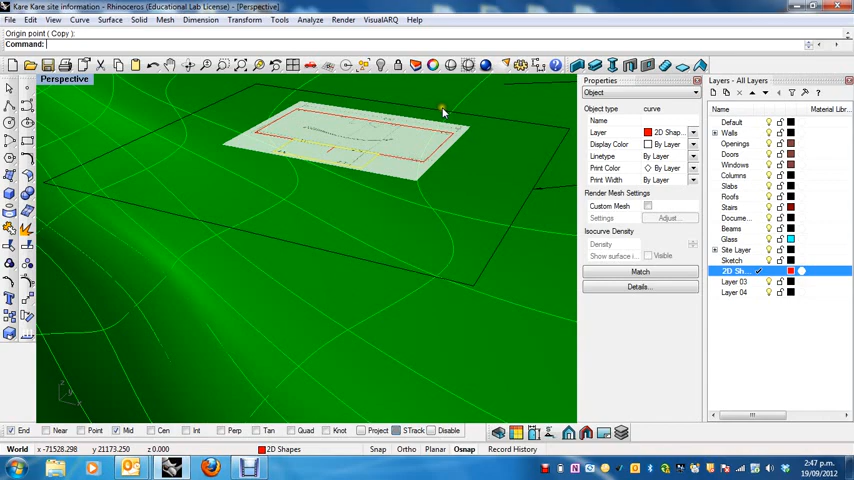 Kare Kare site information - Rhinoceros (Educational Lab License) - [Perspective]
File Edit View Curve Surface Solid Mesh Dimension Transform Tools Analyze Render VisualARQ Help
Origin point ( Copy ):
Command:
Perspective
Properties
Object
Object type curve
Name
Layer 2D Shap...
Display Color By Layer
Linetype By Layer
Print Color By Layer
Print Width By Layer
Render Mesh Settings
Custom Mesh
Settings Adjust...
Isocurve Density
Density
Show surface i... Visible
Match
Details...
Layers - All Layers
Name Material Libr...
Default
Walls
Openings
Doors
Windows
Columns
Slabs
Roofs
Stairs
Docume...
Beams
Glass
Site Layer
Sketch
2D Sh...
Layer 03
Layer 04
z
y
x
End Near Point Mid Cen Int Perp Tan Quad Knot Project STrack Disable
World x -71528.298 y 21173.250 z 0.000 2D Shapes Snap Ortho Planar Osnap Record History
2:47 p.m.
19/09/2012